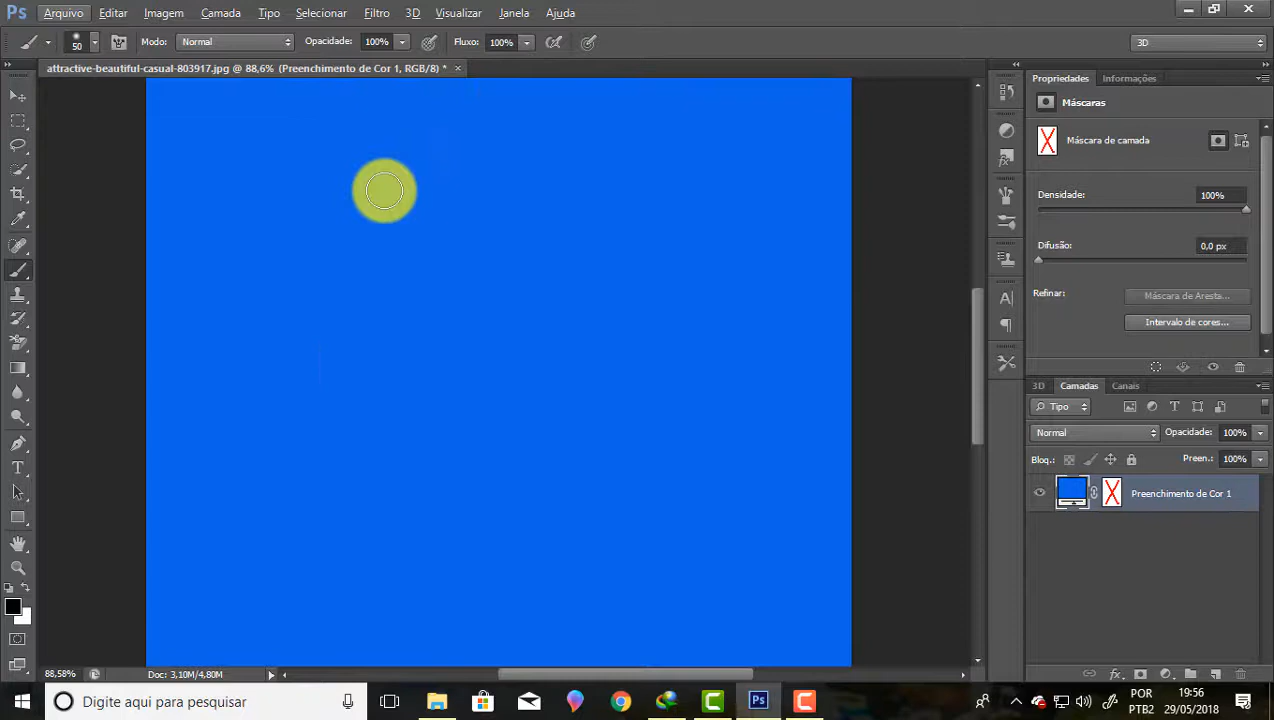 Ps Arquivo Editar Imagem Camada Tipo Selecionar Filtro 3D Visualizar Janela Ajuda
50 Modo: Normal Opacidade: 100% Fluxo: 100% 3D
attractive-beautiful-casual-803917.jpg @ 88,6% (Preenchimento de Cor 1, RGB/8) *
Propriedades Informações
Máscaras
Máscara de camada
Densidade: 100%
Difusão: 0,0 px
Refinar: Máscara de Aresta...
Intervalo de cores...
3D Camadas Canais
Tipo
Normal Opacidade: 100%
Bloq.: Preen.: 100%
Preenchimento de Cor 1
88,58% Doc: 3,10M/4,80M
Digite aqui para pesquisar
Ps
POR 19:56
PTB2 29/05/2018